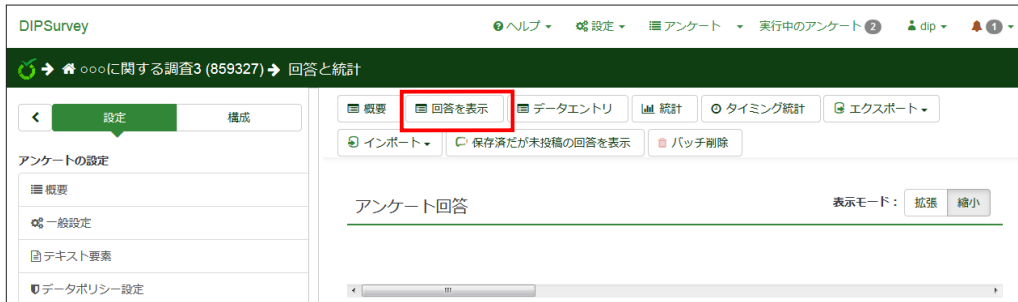 DIPSurvey ヘルプ 設定 アンケート 実行中のアンケート 2 dip 1
○○○に関する調査3 (859327) 回答と統計
設定 構成
概要 回答を表示 データエントリ 統計 タイミング統計 エクスポート
インポート 保存済だが未投稿の回答を表示 バッチ削除
アンケートの設定
概要
一般設定
テキスト要素
データポリシー設定
アンケート回答 表示モード： 拡張 縮小